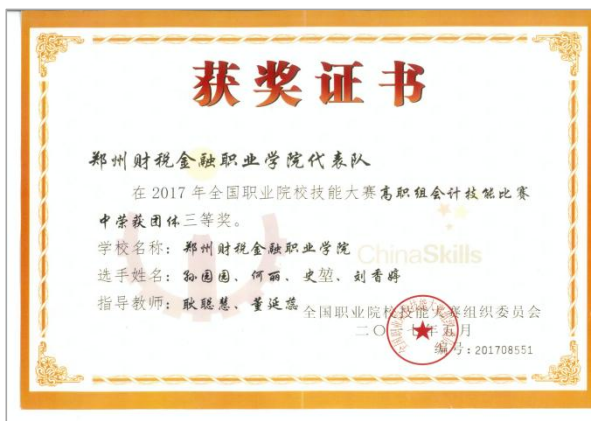 获奖证书
郑州财税金融职业学院代表队
在 2017 年全国职业院校技能大赛高职组会计技能比赛
中荣获团体三等奖。
学校名称：郑州财税金融职业学院
ChinaSkills
选手姓名：孙园园、何丽、史堃、刘香婷
指导教师：耿聪慧、董延蕊
全国职业院校技能大赛组织委员会
二〇一七年五月
编号：201708551